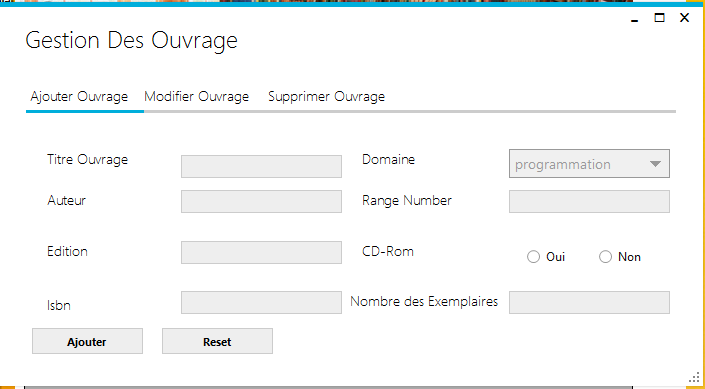 Gestion Des Ouvrage
Ajouter Ouvrage Modifier Ouvrage Supprimer Ouvrage
Titre Ouvrage Domaine programmation
Auteur Range Number
Edition CD-Rom Oui Non
Isbn Nombre des Exemplaires
Ajouter Reset